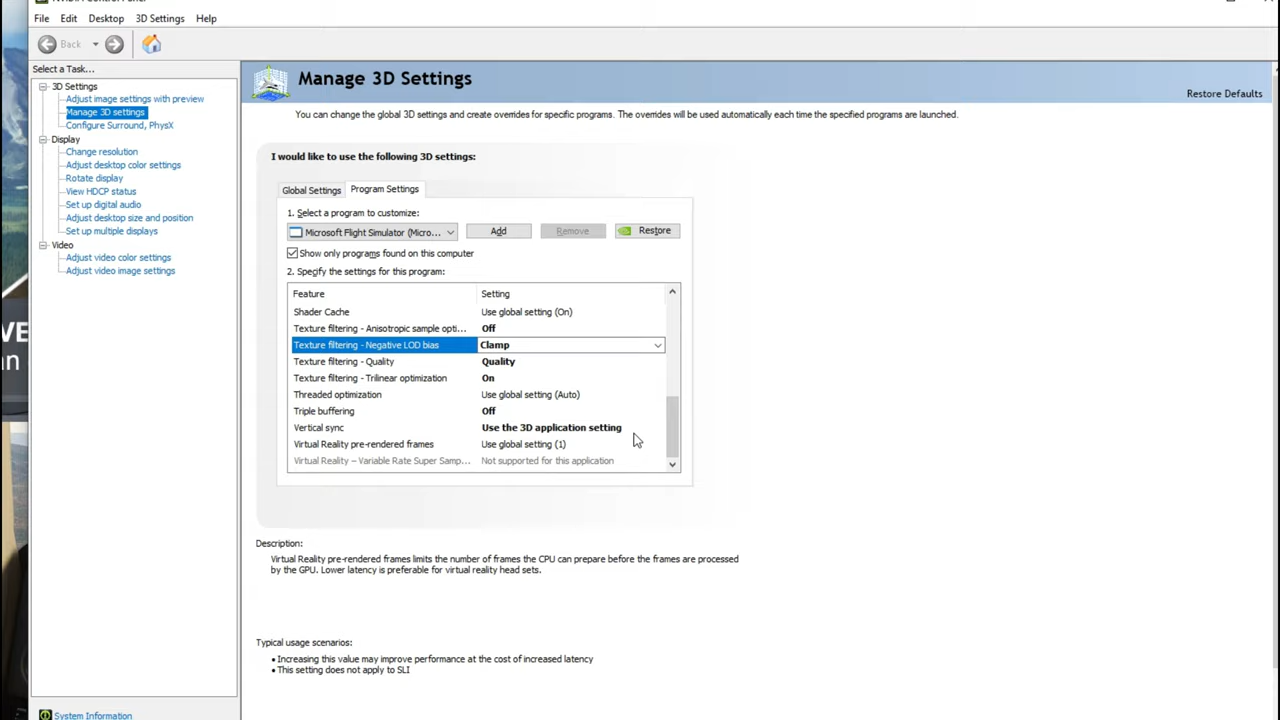 File Edit Desktop 3D Settings Help
Back
Select a Task...
3D Settings
Adjust image settings with preview
Manage 3D settings
Configure Surround, PhysX
Display
Change resolution
Adjust desktop color settings
Rotate display
View HDCP status
Set up digital audio
Adjust desktop size and position
Set up multiple displays
Video
Adjust video color settings
Adjust video image settings
System Information
Manage 3D Settings
Restore Defaults
You can change the global 3D settings and create overrides for specific programs. The overrides will be used automatically each time the specified programs are launched.
I would like to use the following 3D settings:
Global Settings Program Settings
1. Select a program to customize:
Microsoft Flight Simulator (Micro... Add Remove Restore
Show only programs found on this computer
2. Specify the settings for this program:
Feature Setting
Shader Cache Use global setting (On)
Texture filtering - Anisotropic sample opti... Off
Texture filtering - Negative LOD bias Clamp
Texture filtering - Quality Quality
Texture filtering - Trilinear optimization On
Threaded optimization Use global setting (Auto)
Triple buffering Off
Vertical sync Use the 3D application setting
Virtual Reality pre-rendered frames Use global setting (1)
Virtual Reality – Variable Rate Super Samp... Not supported for this application
Description:
Virtual Reality pre-rendered frames limits the number of frames the CPU can prepare before the frames are processed
by the GPU. Lower latency is preferable for virtual reality head sets.
Typical usage scenarios:
• Increasing this value may improve performance at the cost of increased latency
• This setting does not apply to SLI